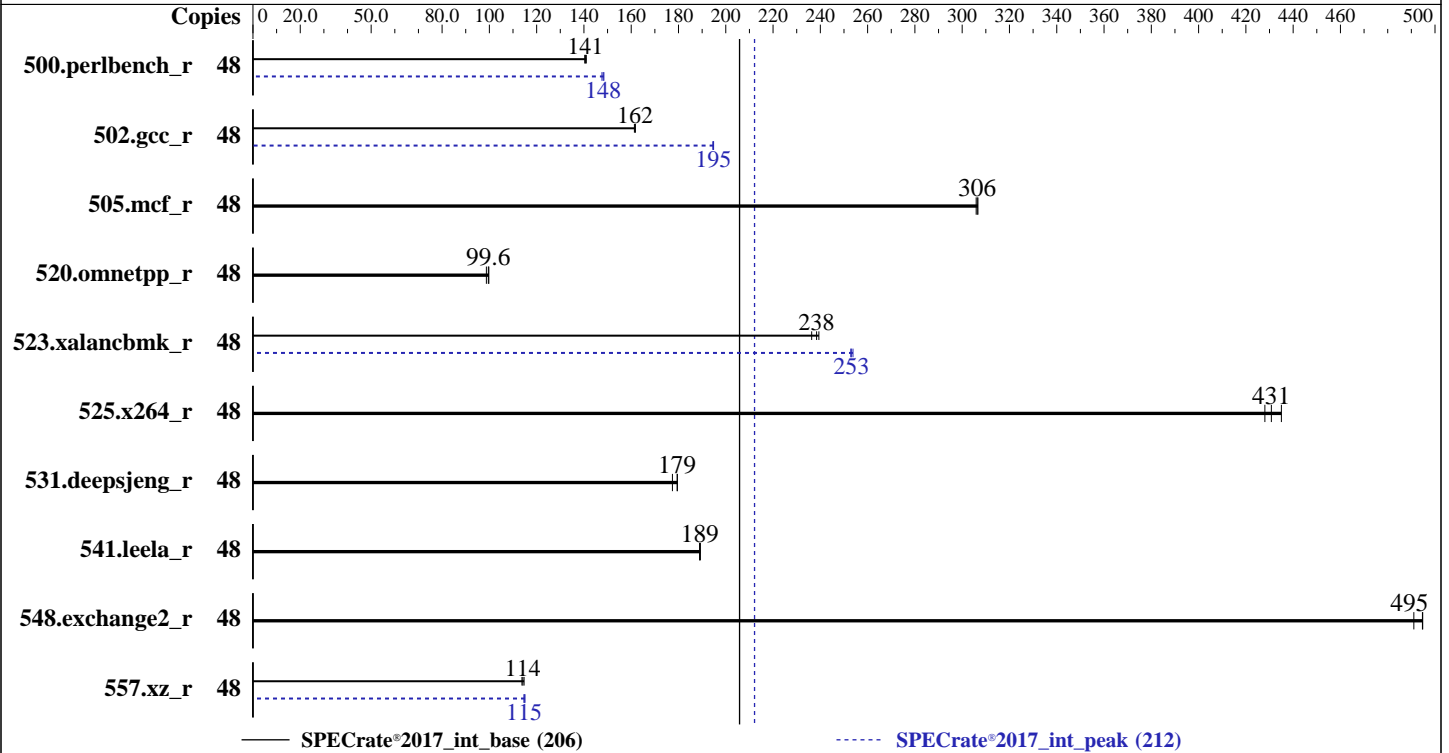 Copies 0 20.0 50.0 80.0 100 120 140 160 180 200 220 240 260 280 300 320 340 360 380 400 420 440 460 500
141
500.perlbench_r 48
148
162
502.gcc_r 48
195
306
505.mcf_r 48
99.6
520.omnetpp_r 48
238
523.xalancbmk_r 48
253
431
525.x264_r 48
179
531.deepsjeng_r 48
189
541.leela_r 48
495
548.exchange2_r 48
114
557.xz_r 48
115
SPECrate®2017_int_base (206) SPECrate®2017_int_peak (212)